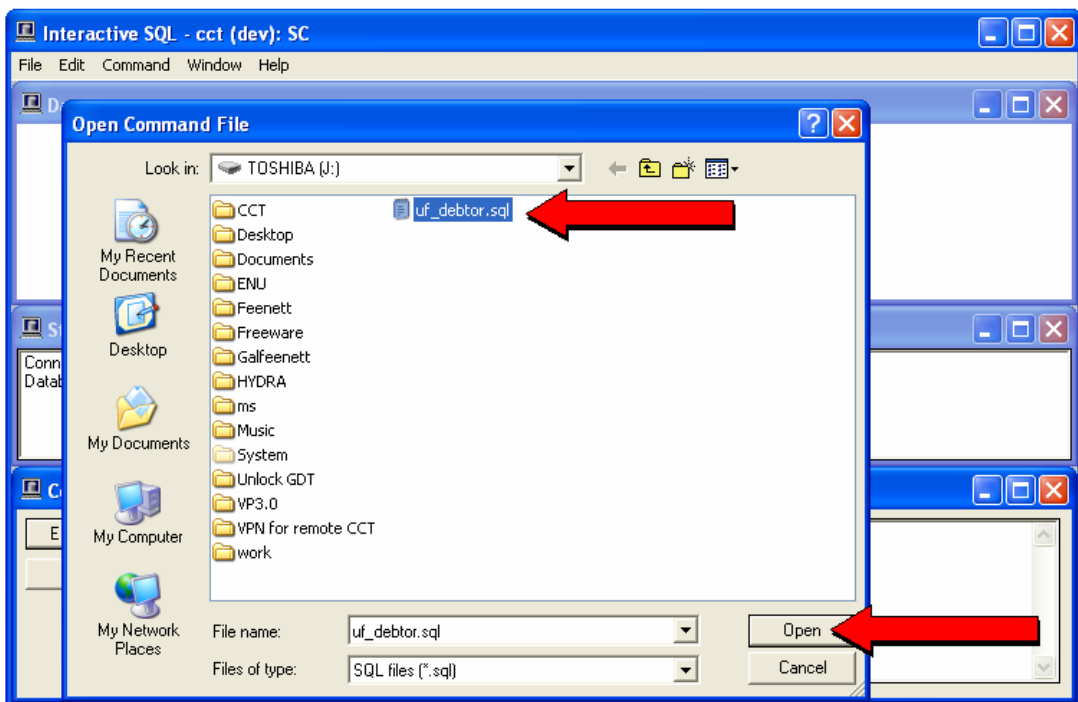 Interactive SQL - cct (dev): SC
File Edit Command Window Help
Open Command File
Look in: TOSHIBA (J:)
My Recent
Documents
Desktop
My Documents
My Computer
My Network
Places
CCT
Desktop
Documents
ENU
Feenett
Freeware
Galfeenett
HYDRA
ms
Music
System
Unlock GDT
VP3.0
VPN for remote CCT
work
uf_debtor.sql
File name: uf_debtor.sql
Open
Files of type: SQL files (*.sql)
Cancel
Conn
Datab